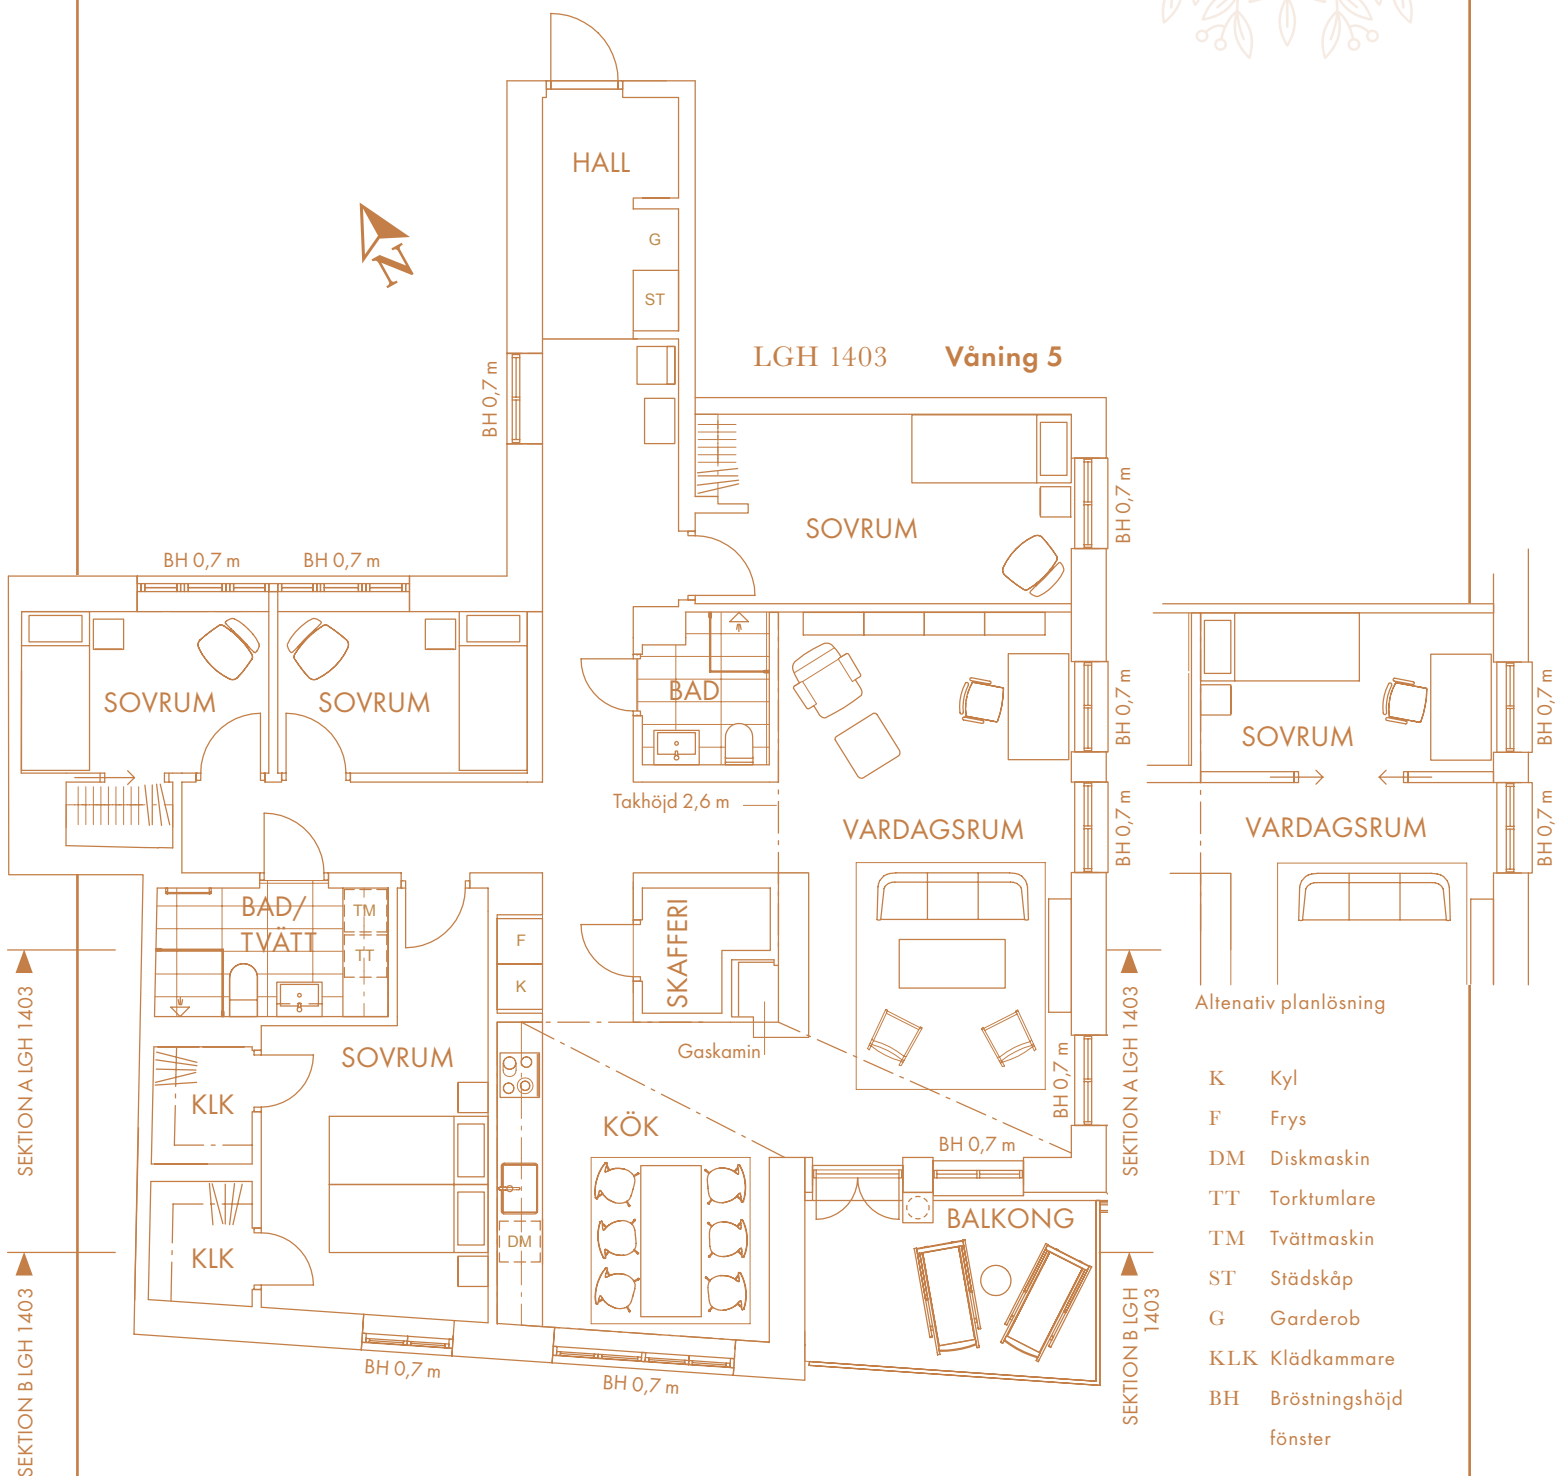 HALL
N
G
ST
LGH 1403 Våning 5
BH 0,7 m
BH 0,7 m
SOVRUM
BH 0,7 m
BH 0,7 m
SOVRUM
SOVRUM
BAD
BH 0,7 m
SOVRUM
BH 0,7 m
Takhöjd 2,6 m
VARDAGSRUM
BH 0,7 m
VARDAGSRUM
BH 0,7 m
BAD/
TVÄTT
TM
TT
F
K
SKAFFERI
SEKTION A LGH 1403
SEKTION A LGH 1403
Altenativ planlösning
SOVRUM
Gaskamin
KLK
KÖK
BH 0,7 m
BH 0,7 m
BALKONG
KLK
DM
SEKTION B LGH 1403
SEKTION B LGH
1403
BH 0,7 m
BH 0,7 m
K Kyl
F Frys
DM Diskmaskin
TT Torktumlare
TM Tvättmaskin
ST Städskåp
G Garderob
KLK Klädkammare
BH Bröstningshöjd
fönster